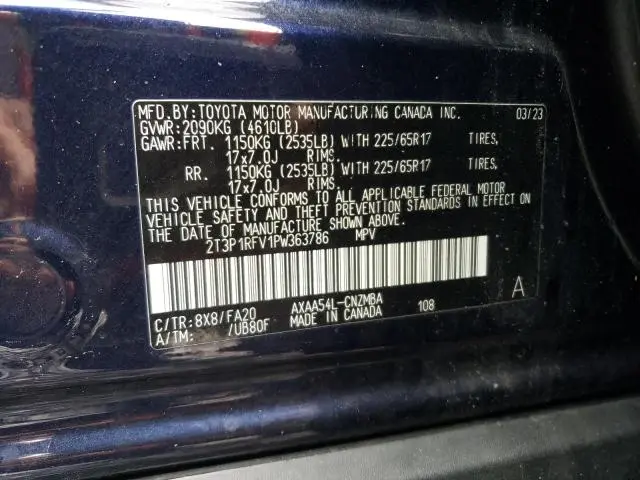 MFD.BY:TOYOTA MOTOR MANUFACTURING CANADA INC. 03/23
GVWR:2090KG (4610LB)
GAWR:FRT. 1150KG (2535LB) WITH 225/65R17 TIRES,
17x7.0J RIMS.
RR. 1150KG (2535LB) WITH 225/65R17 TIRES,
17x7.0J RIMS.
THIS VEHICLE CONFORMS TO ALL APPLICABLE FEDERAL MOTOR
VEHICLE SAFETY AND THEFT PREVENTION STANDARDS IN EFFECT ON
THE DATE OF MANUFACTURE SHOWN ABOVE.
2T3P1RFV1PW363786 MPV
C/TR:8X8/FA20 AXAA54L-CNZMBA 108 A
A/TM: /UB80F MADE IN CANADA